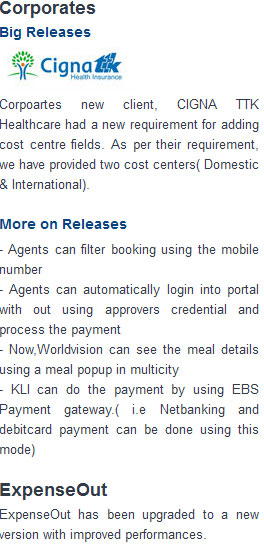 Corporates
Big Releases
Cigna ttk
Health Insurance
Corpoartes new client, CIGNA TTK
Healthcare had a new requirement for adding
cost centre fields. As per their requirement,
we have provided two cost centers( Domestic
& International).
More on Releases
- Agents can filter booking using the mobile
number
- Agents can automatically login into portal
with out using approvers credential and
process the payment
- Now,Worldvision can see the meal details
using a meal popup in multicity
- KLI can do the payment by using EBS
Payment gateway.( i.e Netbanking and
debitcard payment can be done using this
mode)
ExpenseOut
ExpenseOut has been upgraded to a new
version with improved performances.